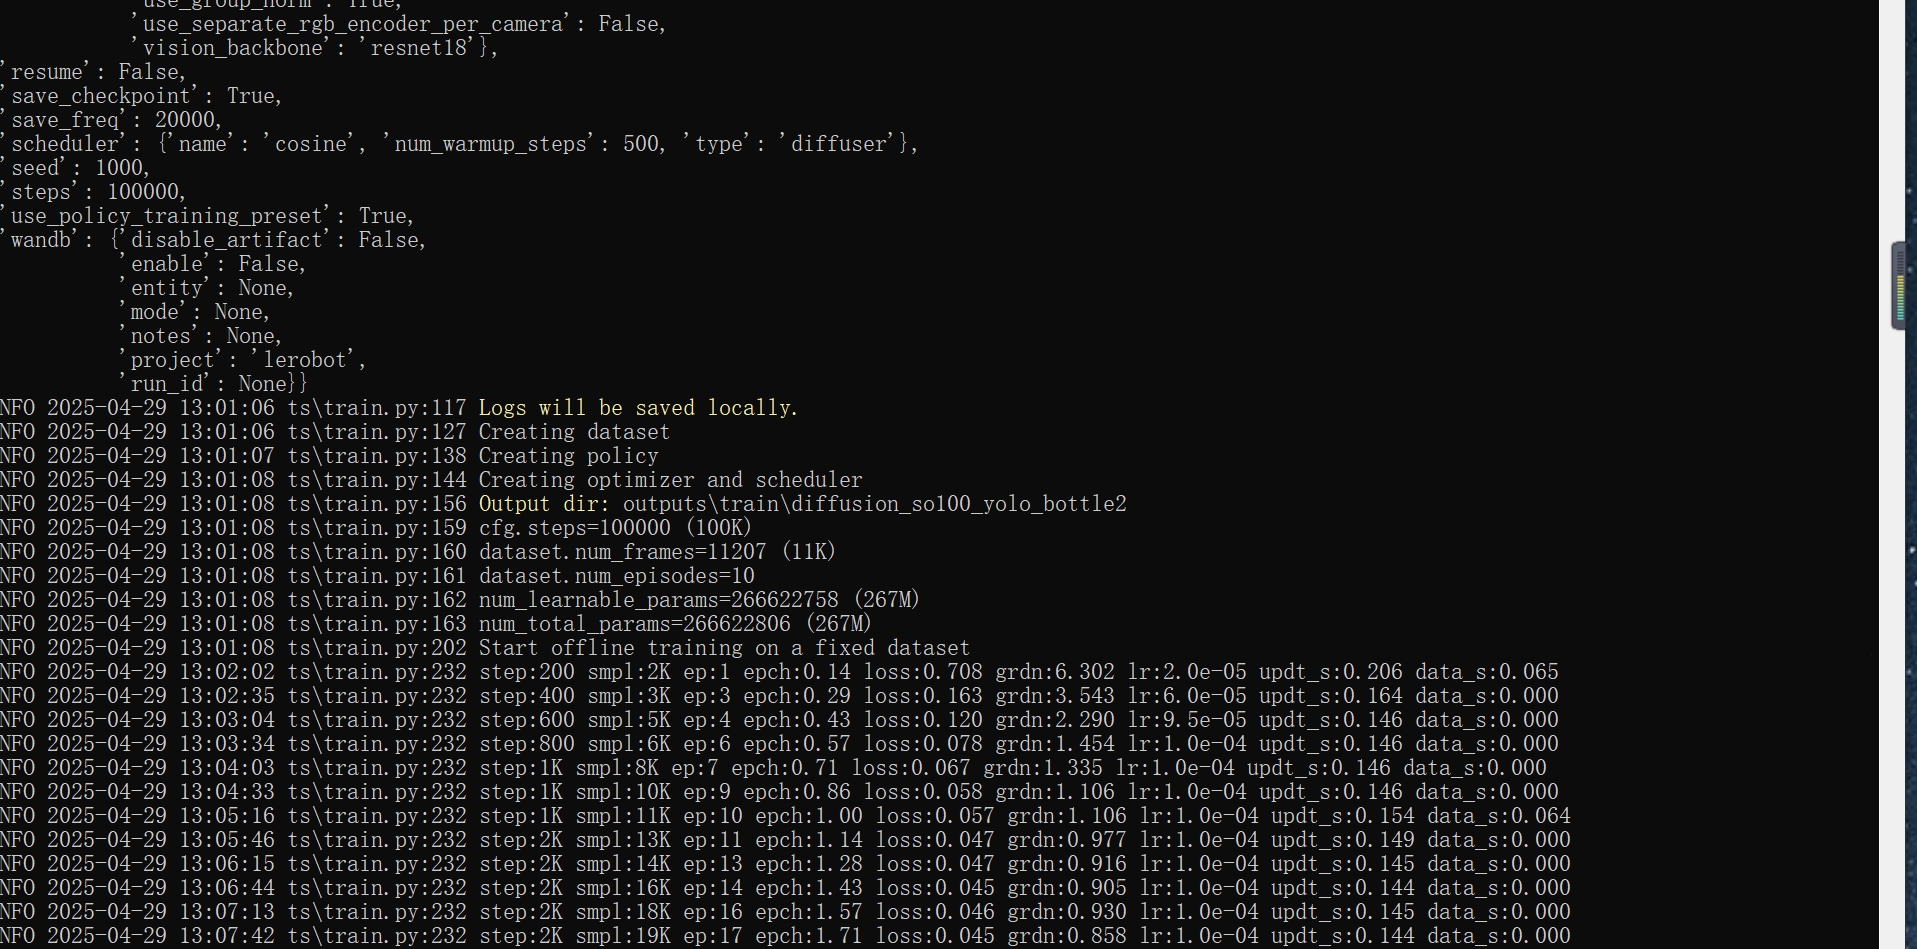 'use_group_norm': True,
'use_separate_rgb_encoder_per_camera': False,
'vision_backbone': 'resnet18'},
'resume': False,
'save_checkpoint': True,
'save_freq': 20000,
'scheduler': {'name': 'cosine', 'num_warmup_steps': 500, 'type': 'diffuser'},
'seed': 1000,
'steps': 100000,
'use_policy_training_preset': True,
'wandb': {'disable_artifact': False,
'enable': False,
'entity': None,
'mode': None,
'notes': None,
'project': 'lerobot',
'run_id': None}}
NFO 2025-04-29 13:01:06 ts\train.py:117 Logs will be saved locally.
NFO 2025-04-29 13:01:06 ts\train.py:127 Creating dataset
NFO 2025-04-29 13:01:07 ts\train.py:138 Creating policy
NFO 2025-04-29 13:01:08 ts\train.py:144 Creating optimizer and scheduler
NFO 2025-04-29 13:01:08 ts\train.py:156 Output dir: outputs\train\diffusion_so100_yolo_bottle2
NFO 2025-04-29 13:01:08 ts\train.py:159 cfg.steps=100000 (100K)
NFO 2025-04-29 13:01:08 ts\train.py:160 dataset.num_frames=11207 (11K)
NFO 2025-04-29 13:01:08 ts\train.py:161 dataset.num_episodes=10
NFO 2025-04-29 13:01:08 ts\train.py:162 num_learnable_params=266622758 (267M)
NFO 2025-04-29 13:01:08 ts\train.py:163 num_total_params=266622806 (267M)
NFO 2025-04-29 13:01:08 ts\train.py:202 Start offline training on a fixed dataset
NFO 2025-04-29 13:02:02 ts\train.py:232 step:200 smpl:2K ep:1 epch:0.14 loss:0.708 grdn:6.302 lr:2.0e-05 updt_s:0.206 data_s:0.065
NFO 2025-04-29 13:02:35 ts\train.py:232 step:400 smpl:3K ep:3 epch:0.29 loss:0.163 grdn:3.543 lr:6.0e-05 updt_s:0.164 data_s:0.000
NFO 2025-04-29 13:03:04 ts\train.py:232 step:600 smpl:5K ep:4 epch:0.43 loss:0.120 grdn:2.290 lr:9.5e-05 updt_s:0.146 data_s:0.000
NFO 2025-04-29 13:03:34 ts\train.py:232 step:800 smpl:6K ep:6 epch:0.57 loss:0.078 grdn:1.454 lr:1.0e-04 updt_s:0.146 data_s:0.000
NFO 2025-04-29 13:04:03 ts\train.py:232 step:1K smpl:8K ep:7 epch:0.71 loss:0.067 grdn:1.335 lr:1.0e-04 updt_s:0.146 data_s:0.000
NFO 2025-04-29 13:04:33 ts\train.py:232 step:1K smpl:10K ep:9 epch:0.86 loss:0.058 grdn:1.106 lr:1.0e-04 updt_s:0.146 data_s:0.000
NFO 2025-04-29 13:05:16 ts\train.py:232 step:1K smpl:11K ep:10 epch:1.00 loss:0.057 grdn:1.106 lr:1.0e-04 updt_s:0.154 data_s:0.064
NFO 2025-04-29 13:05:46 ts\train.py:232 step:2K smpl:13K ep:11 epch:1.14 loss:0.047 grdn:0.977 lr:1.0e-04 updt_s:0.149 data_s:0.000
NFO 2025-04-29 13:06:15 ts\train.py:232 step:2K smpl:14K ep:13 epch:1.28 loss:0.047 grdn:0.916 lr:1.0e-04 updt_s:0.145 data_s:0.000
NFO 2025-04-29 13:06:44 ts\train.py:232 step:2K smpl:16K ep:14 epch:1.43 loss:0.045 grdn:0.905 lr:1.0e-04 updt_s:0.144 data_s:0.000
NFO 2025-04-29 13:07:13 ts\train.py:232 step:2K smpl:18K ep:16 epch:1.57 loss:0.046 grdn:0.930 lr:1.0e-04 updt_s:0.145 data_s:0.000
NFO 2025-04-29 13:07:42 ts\train.py:232 step:2K smpl:19K ep:17 epch:1.71 loss:0.045 grdn:0.858 lr:1.0e-04 updt_s:0.144 data_s:0.000